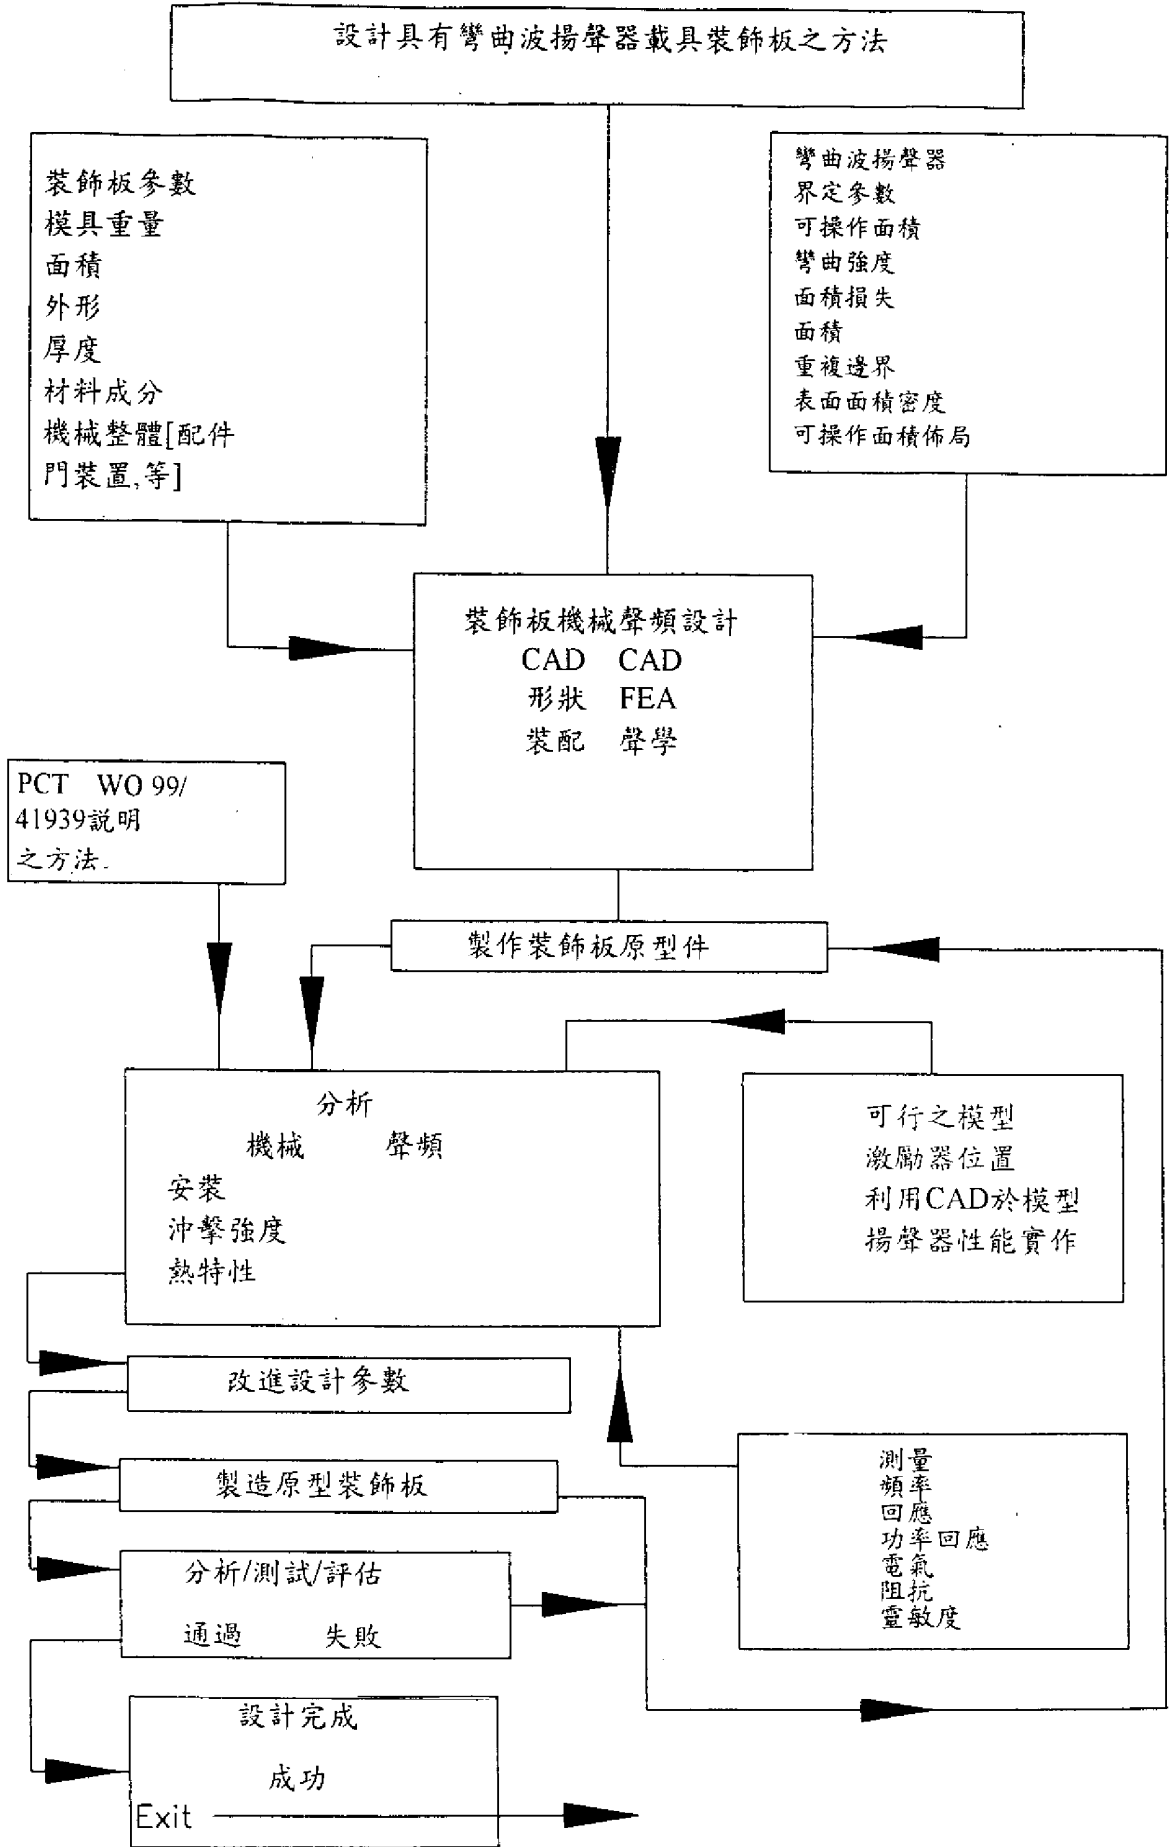 設計具有彎曲波揚聲器載具裝飾板之方法
裝飾板參數
模具重量
面積
外形
厚度
材料成分
機械整體[配件
門裝置,等]
彎曲波揚聲器
界定參數
可操作面積
彎曲強度
面積損失
面積
重複邊界
表面面積密度
可操作面積佈局
裝飾板機械聲頻設計
CAD CAD
形狀 FEA
裝配 聲學
PCT WO 99/
41939説明
之方法.
製作裝飾板原型件
分析
機械 聲頻
安裝
沖擊強度
熱特性
可行之模型
激勵器位置
利用CAD於模型
揚聲器性能實作
改進設計參數
製造原型裝飾板
測量
頻率
回應
功率回應
電氣
阻抗
靈敏度
分析/測試/評估
通過 失敗
設計完成
成功
Exit